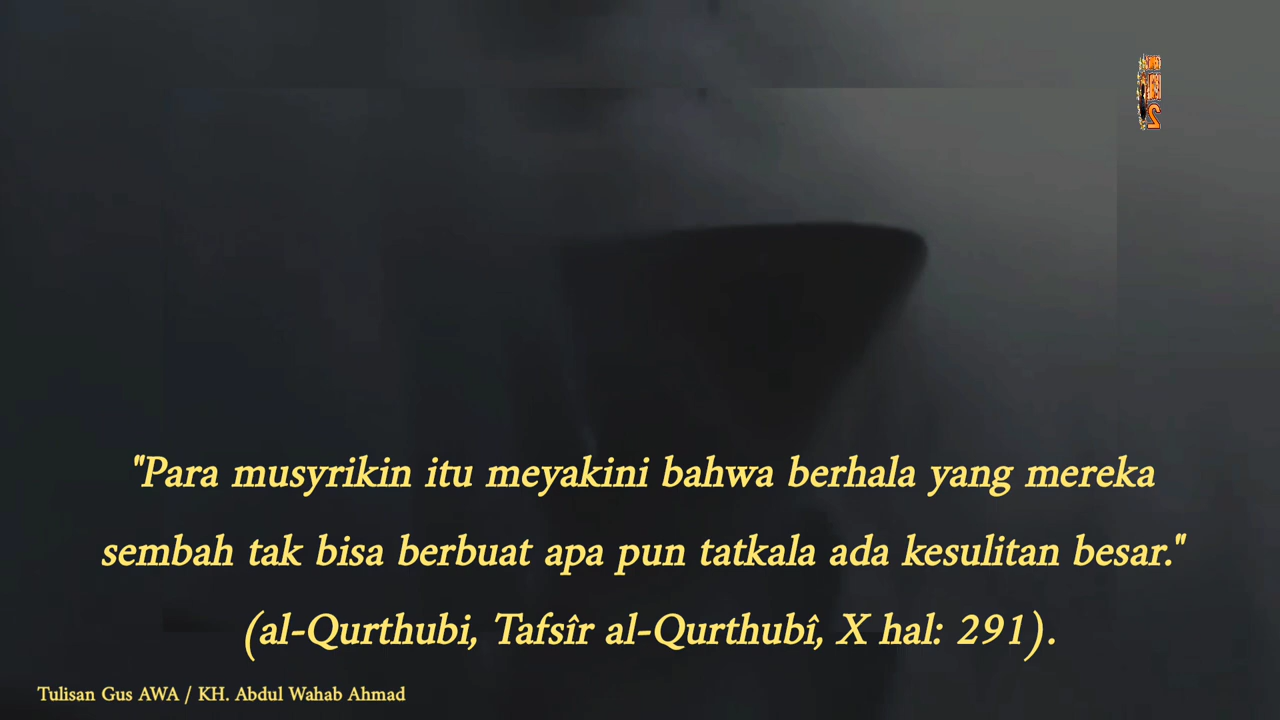 "Para musyrikin itu meyakini bahwa berhala yang mereka
sembah tak bisa berbuat apa pun tatkala ada kesulitan besar."
(al-Qurthubi, Tafsîr al-Qurthubî, X hal: 291).
Tulisan Gus AWA / KH. Abdul Wahab Ahmad